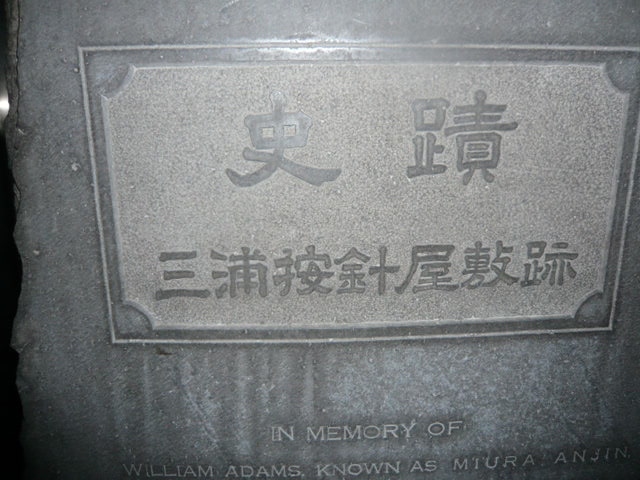 史蹟
三浦按針屋敷跡
IN MEMORY OF
WILLIAM ADAMS, KNOWN AS MIURA ANJIN,